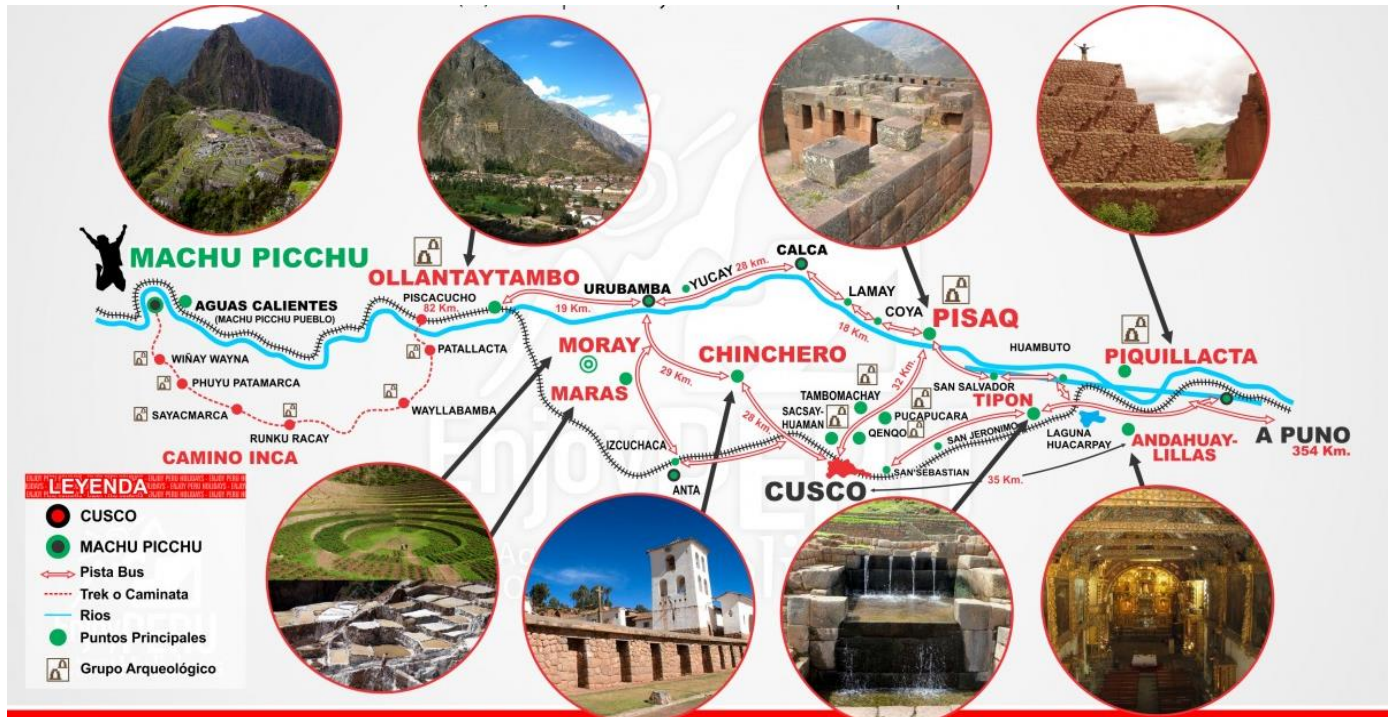 MACHU PICCHU
AGUAS CALIENTES
(MACHU PICCHU PUEBLO)
OLLANTAYTAMBO
PISCACUCHO
82 Km.
19 Km.
URUBAMBA
YUCAY
28 Km.
CALCA
LAMAY
COYA
18 Km.
PISAQ
HUAMBUTO
PIQUILLACTA
WIÑAY WAYNA
PHUYU PATAMARCA
SAYACMARCA
RUNKU RACAY
WAYLLABAMBA
PATALLACTA
CAMINO INCA
MORAY
MARAS
29 Km.
CHINCHERO
28 Km.
IZCUCHACA
ANTA
TAMBOMACHAY
SACSAY-
HUAMAN
PUCAPUCARA
QENQO
32 Km.
SAN SALVADOR
TIPON
SAN JERONIMO
SAN SEBASTIAN
CUSCO
35 Km.
LAGUNA
HUACARPAY
ANDAHUAY-
LILLAS
A PUNO
354 Km.
LEYENDA
CUSCO
MACHU PICCHU
Pista Bus
Trek o Caminata
Rios
Puntos Principales
Grupo Arqueológico